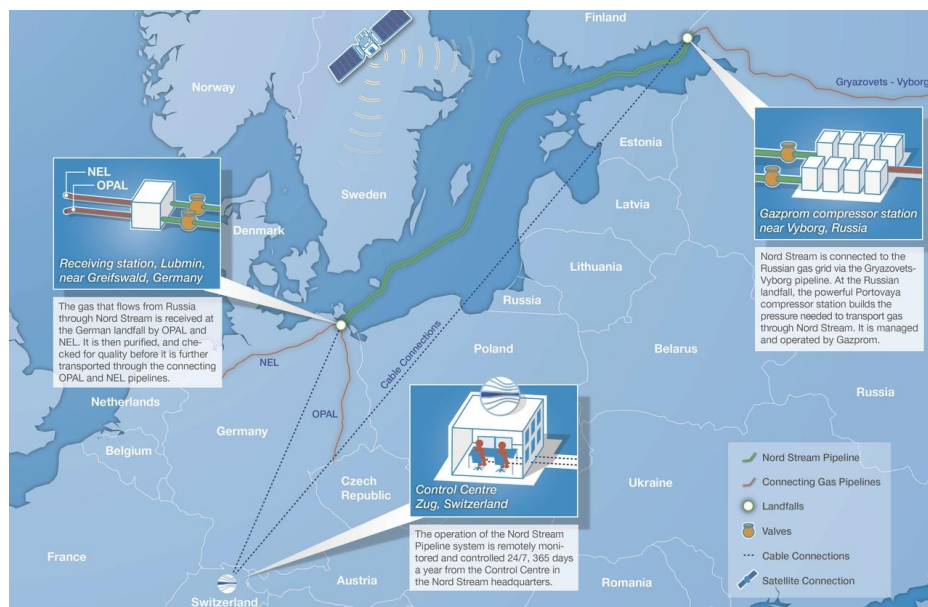 Finland
Norway
Gryazovets - Vyborg
Estonia
NEL
OPAL
Sweden
Latvia
Denmark
Gazprom compressor station
near Vyborg, Russia
Receiving station, Lubmin,
near Greifswald, Germany
Lithuania
Nord Stream is connected to the
Russian gas grid via the Gryazovets-
Vyborg pipeline. At the Russian
landfall, the powerful Portovaya
compressor station builds the
pressure needed to transport gas
through Nord Stream. It is managed
and operated by Gazprom.
Russia
The gas that flows from Russia
through Nord Stream is received at
the German landfall by OPAL and
NEL. It is then purified, and che-
cked for quality before it is further
transported through the connecting
OPAL and NEL pipelines.
Cable Connections
Poland
Belarus
NEL
Russia
Netherlands
OPAL
Germany
Belgium
Czech
Republic
Control Centre
Zug, Switzerland
Ukraine
The operation of the Nord Stream
Pipeline system is remotely moni-
tored and controlled 24/7, 365 days
a year from the Control Centre in
the Nord Stream headquarters.
France
Austria
Switzerland
Romania
Nord Stream Pipeline
Connecting Gas Pipelines
Landfalls
Valves
Cable Connections
Satellite Connection